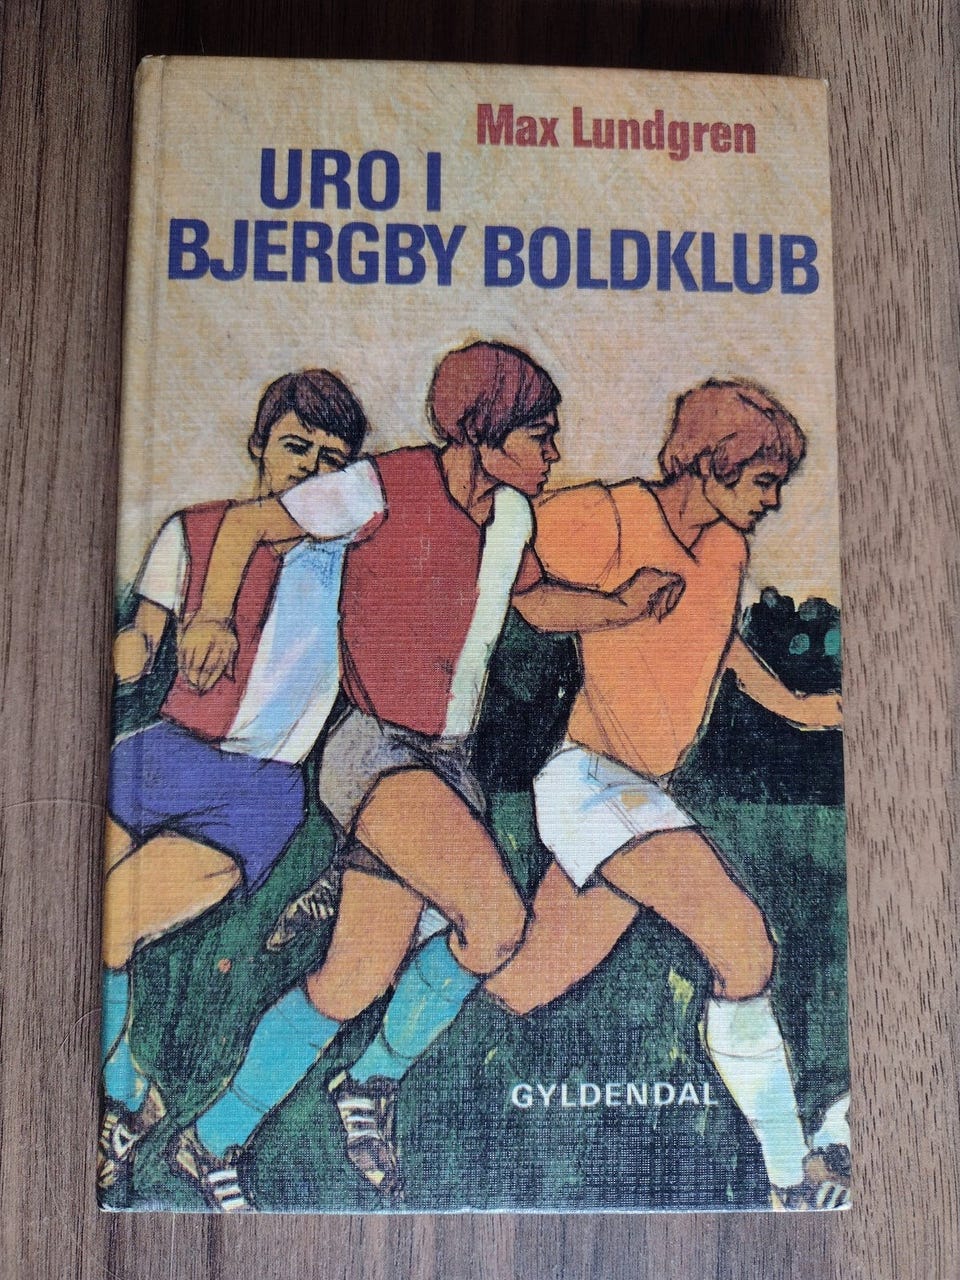 Max Lundgren
URO I
BJERGBY BOLDKLUB
GYLDENDAL